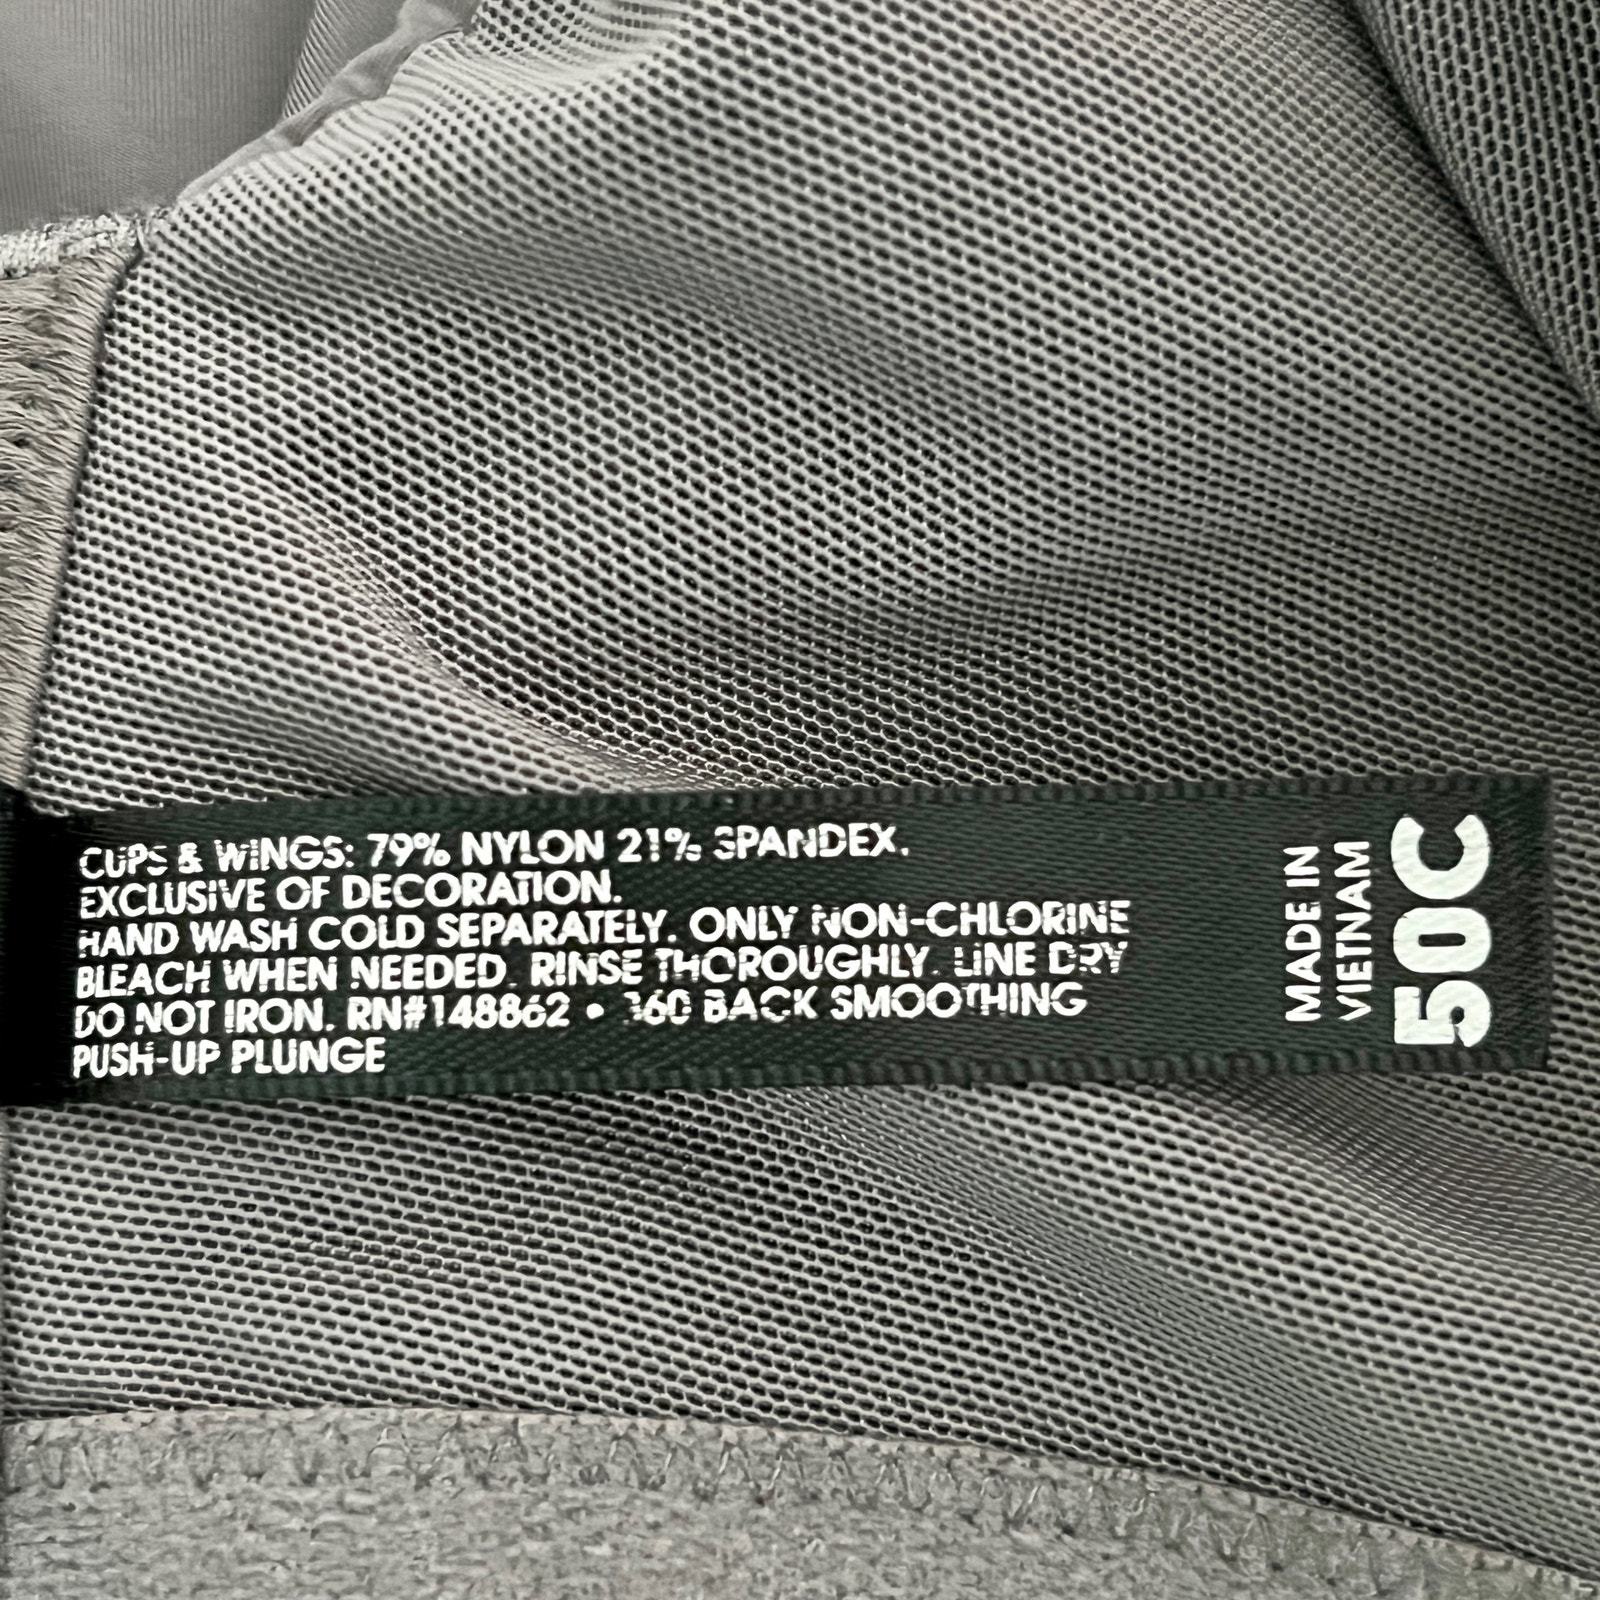 CUPS & WINGS: 79% NYLON 21% SPANDEX.
EXCLUSIVE OF DECORATION.
HAND WASH COLD SEPARATELY. ONLY NON-CHLORINE
BLEACH WHEN NEEDED. RINSE THOROUGHLY. LINE DRY
DO NOT IRON. RN#148862 • 360 BACK SMOOTHING
PUSH-UP PLUNGE
MADE IN
VIETNAM
50C